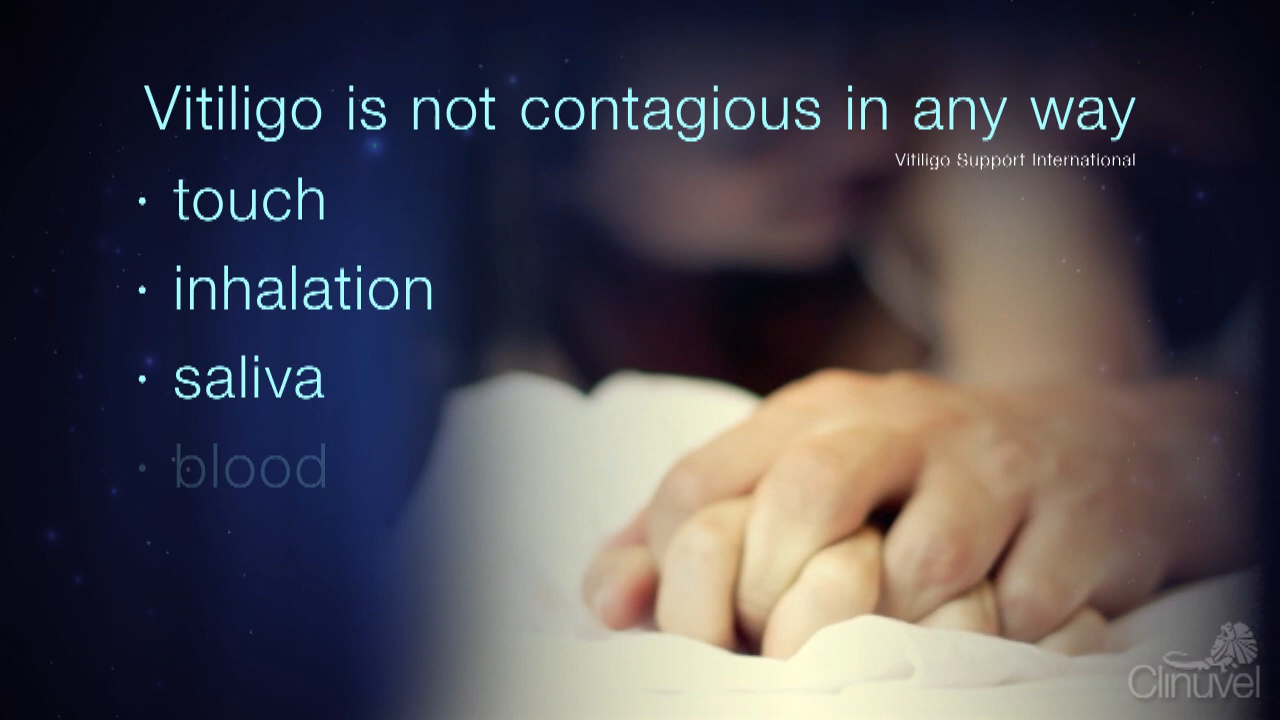 Vitiligo is not contagious in any way
Vitiligo Support International
· touch
· inhalation
· saliva
· blood
Clinuvel